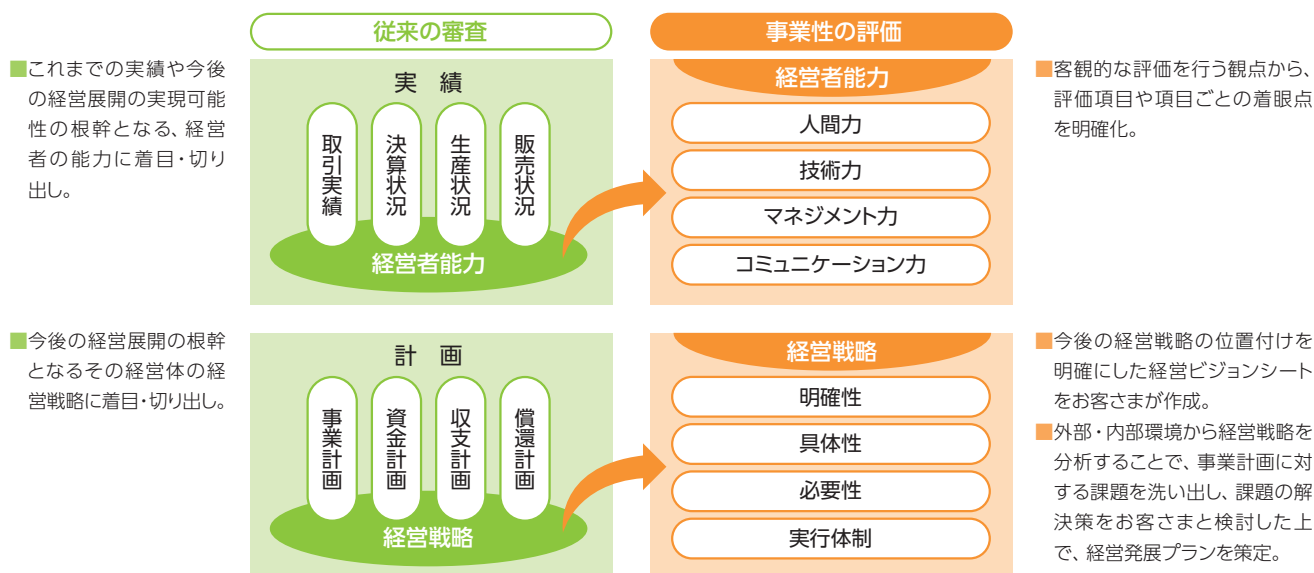 従来の審査
事業性の評価
■これまでの実績や今後
の経営展開の実現可能
性の根幹となる、経営
者の能力に着目・切り
出し。
実 績
取引実績
決算状況
生産状況
販売状況
経営者能力
経営者能力
人間力
技術力
マネジメント力
コミュニケーション力
■客観的な評価を行う観点から、
評価項目や項目ごとの着眼点
を明確化。
■今後の経営展開の根幹
となるその経営体の経
営戦略に着目・切り出し。
計 画
事業計画
資金計画
収支計画
償還計画
経営戦略
経営戦略
明確性
具体性
必要性
実行体制
■今後の経営戦略の位置付けを
明確にした経営ビジョンシート
をお客さまが作成。
■外部・内部環境から経営戦略を
分析することで、事業計画に対
する課題を洗い出し、課題の解
決策をお客さまと検討した上
で、経営発展プランを策定。